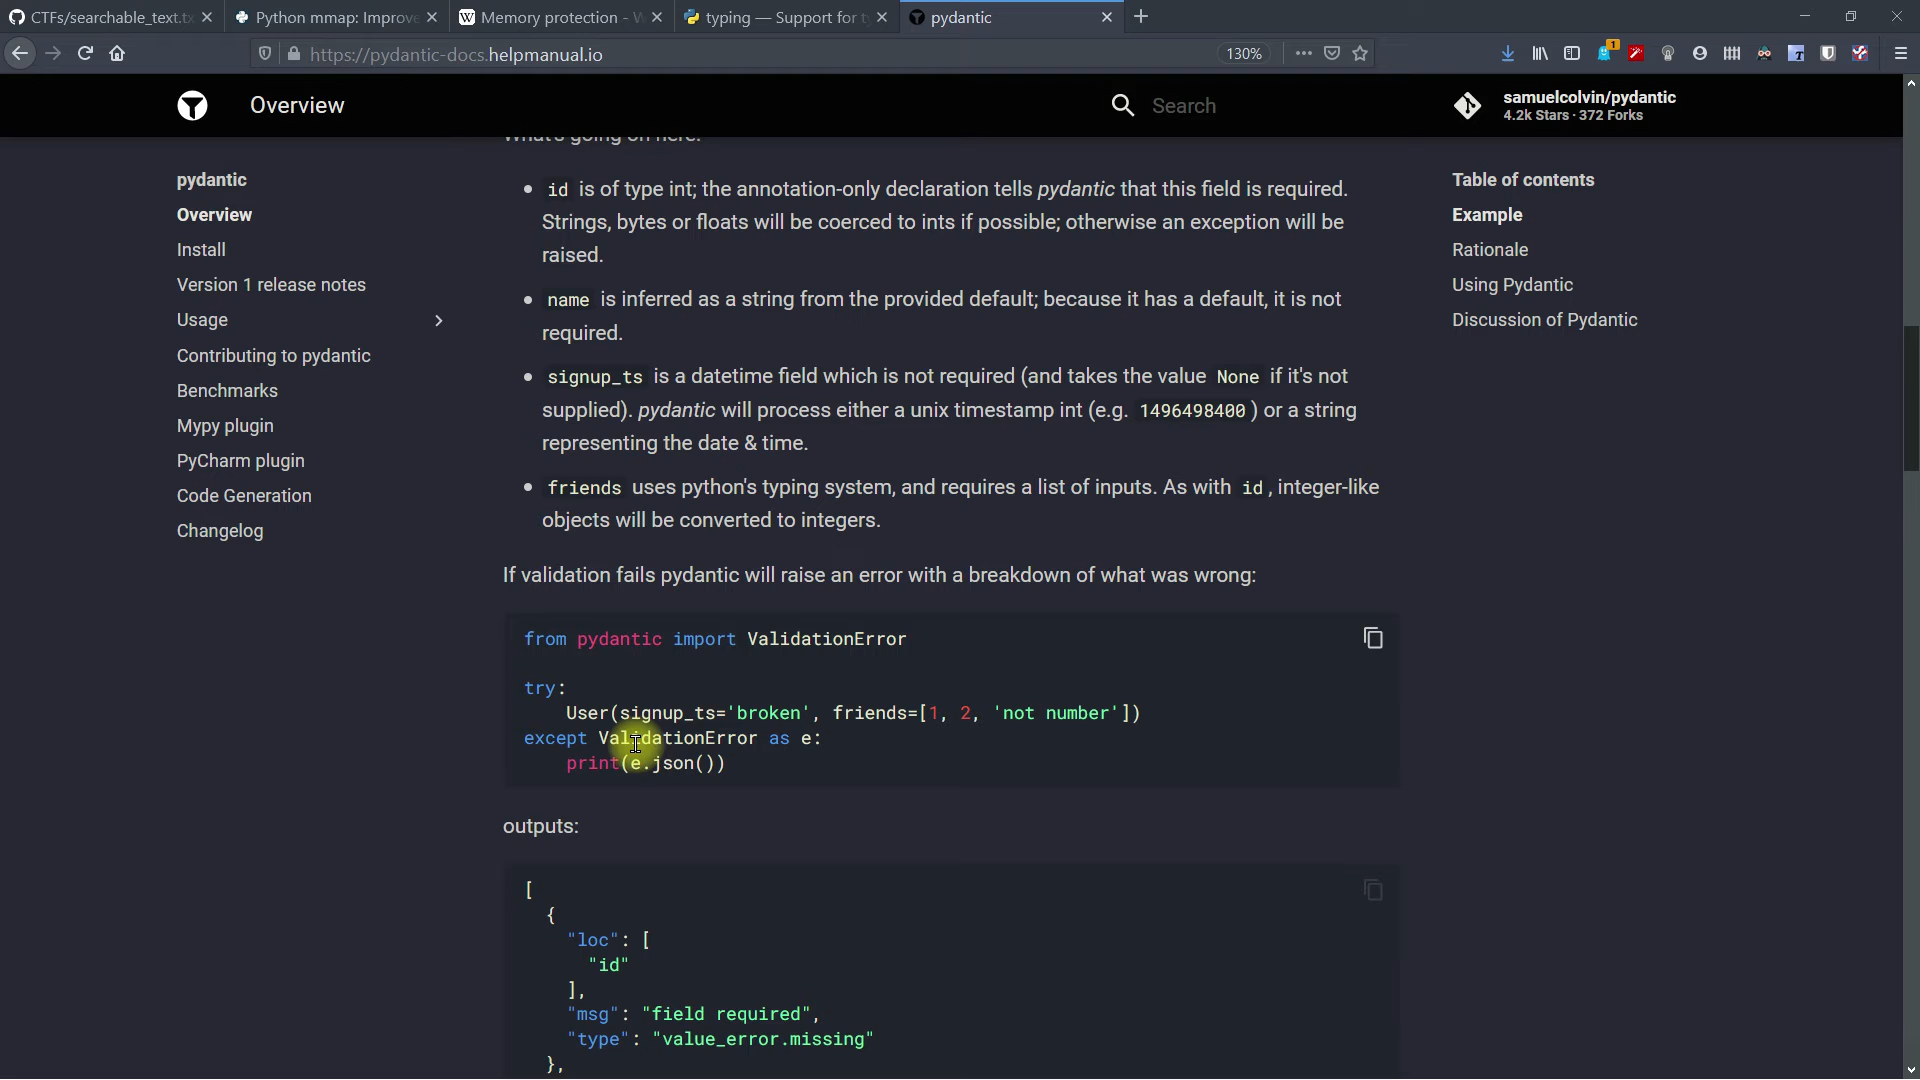 CTFs/searchable_text.tx
Python mmap: Improve
Memory protection - W
typing — Support for t
pydantic
https://pydantic-docs.helpmanual.io
130%
1
Overview
Search
samuelcolvin/pydantic
4.2k Stars · 372 Forks
What's going on here:
pydantic
Overview
Install
Version 1 release notes
Usage
Contributing to pydantic
Benchmarks
Mypy plugin
PyCharm plugin
Code Generation
Changelog
id is of type int; the annotation-only declaration tells pydantic that this field is required.
Strings, bytes or floats will be coerced to ints if possible; otherwise an exception will be
raised.
name is inferred as a string from the provided default; because it has a default, it is not
required.
signup_ts is a datetime field which is not required (and takes the value None if it's not
supplied). pydantic will process either a unix timestamp int (e.g. 1496498400) or a string
representing the date & time.
friends uses python's typing system, and requires a list of inputs. As with id, integer-like
objects will be converted to integers.
If validation fails pydantic will raise an error with a breakdown of what was wrong:
from pydantic import ValidationError
try:
User(signup_ts='broken', friends=[1, 2, 'not number'])
except ValidationError as e:
print(e.json())
outputs:
[
{
"loc": [
"id"
],
"msg": "field required",
"type": "value_error.missing"
},
Table of contents
Example
Rationale
Using Pydantic
Discussion of Pydantic